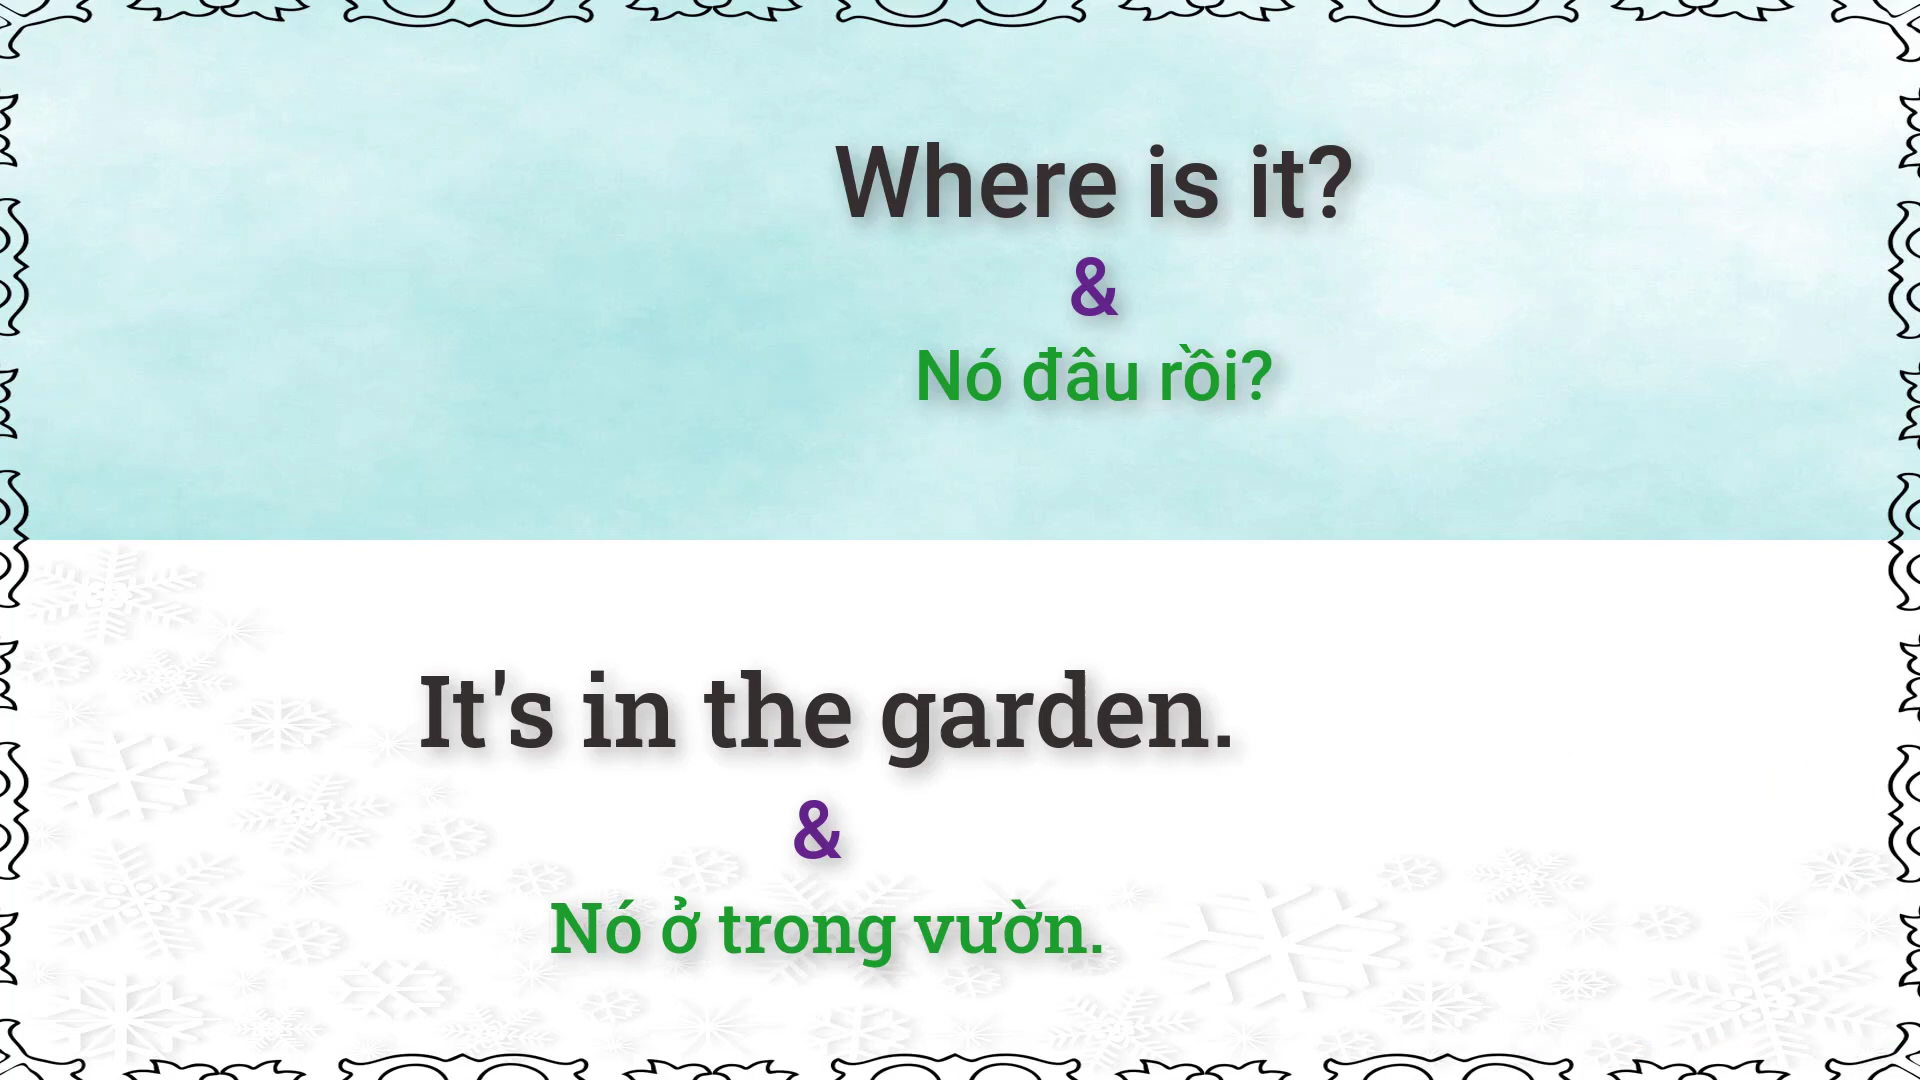 Where is it?
&
Nó đâu rồi?
It's in the garden.
&
Nó ở trong vườn.